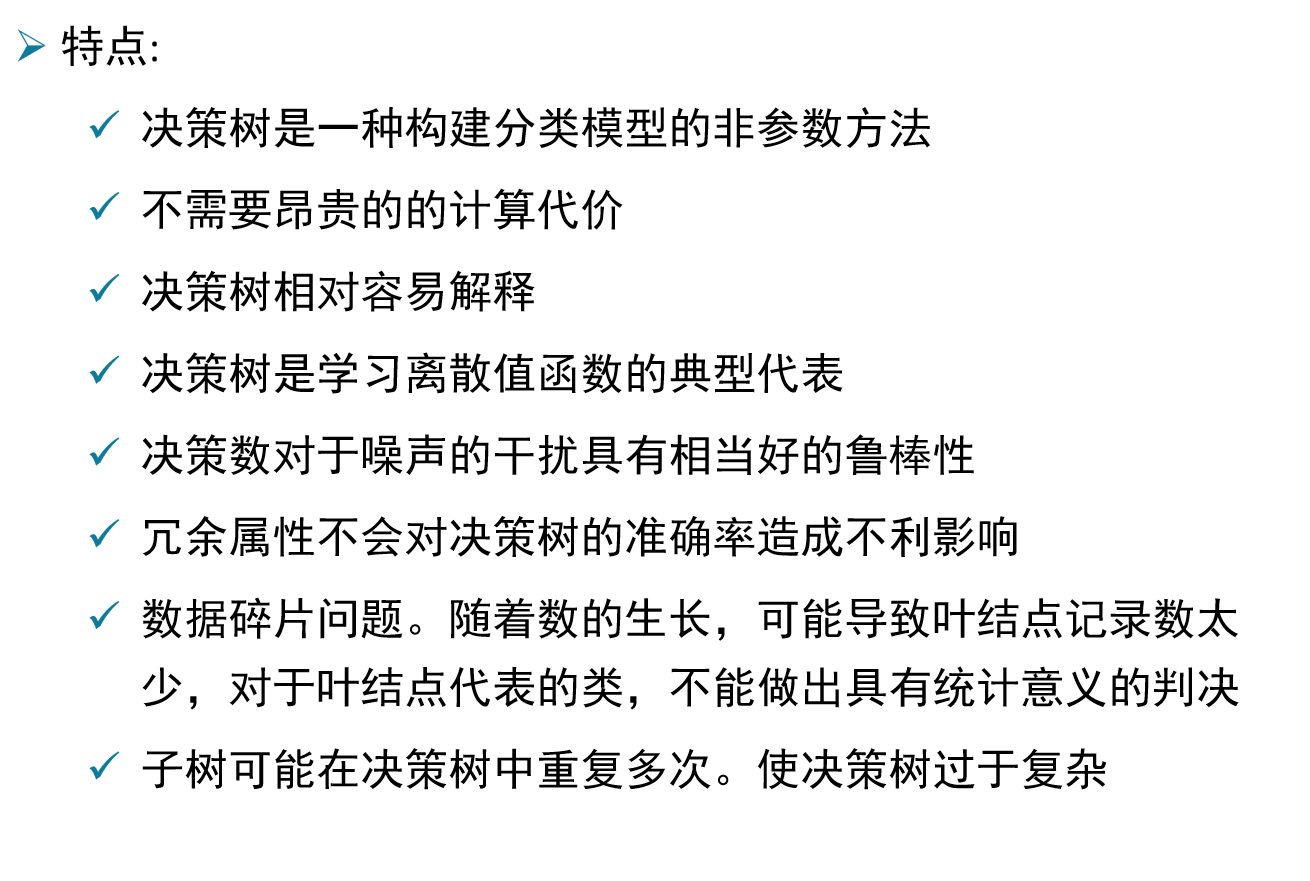 特点:
决策树是一种构建分类模型的非参数方法
不需要昂贵的的计算代价
决策树相对容易解释
决策树是学习离散值函数的典型代表
决策数对于噪声的干扰具有相当好的鲁棒性
冗余属性不会对决策树的准确率造成不利影响
数据碎片问题。随着数的生长，可能导致叶结点记录数太
少，对于叶结点代表的类，不能做出具有统计意义的判决
子树可能在决策树中重复多次。使决策树过于复杂